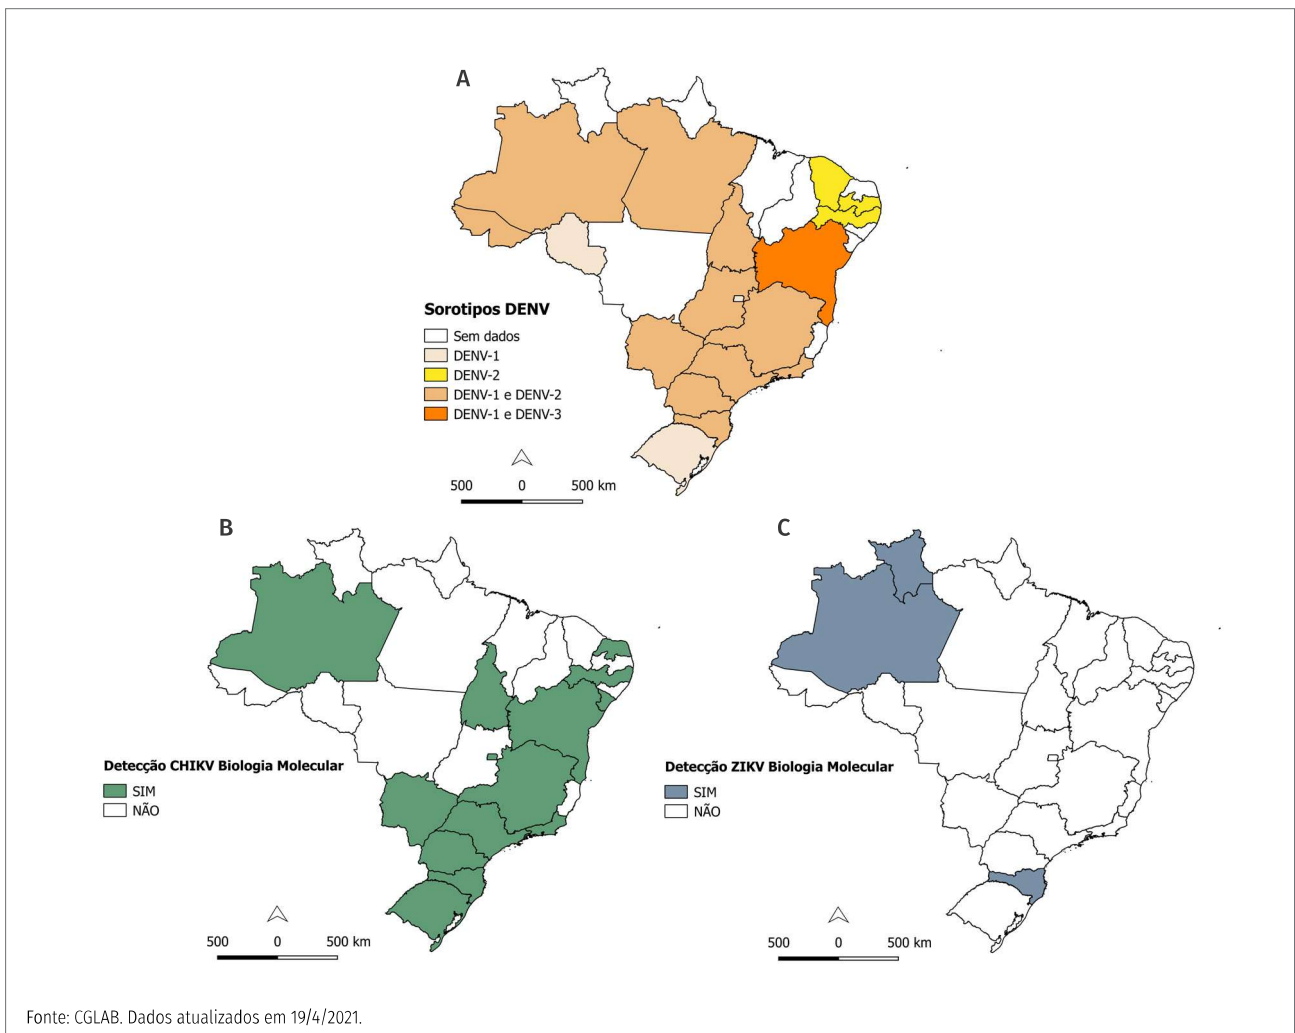 A
Sorotipos DENV
Sem dados
DENV-1
DENV-2
DENV-1 e DENV-2
DENV-1 e DENV-3
500 0 500 km
B
Detecção CHIKV Biologia Molecular
SIM
NÃO
500 0 500 km
C
Detecção ZIKV Biologia Molecular
SIM
NÃO
500 0 500 km
Fonte: CGLAB. Dados atualizados em 19/4/2021.